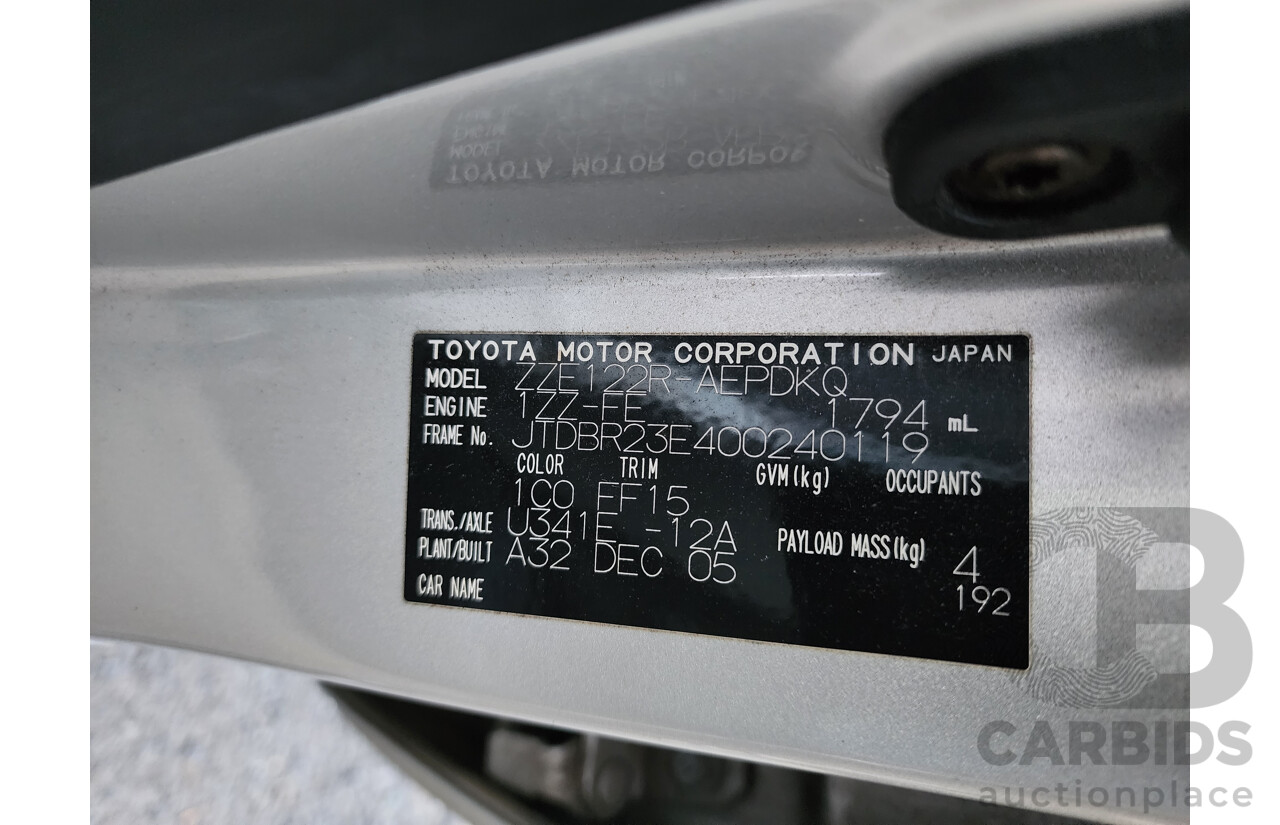 TOYOTA MOTOR CORPORATION JAPAN
MODEL ZZE122R-AEPDKQ
ENGINE 1ZZ-FE 1794 mL
FRAME No. JTDBR23E400240119
COLOR TRIM GVM(kg) OCCUPANTS
1C0 EF15
TRANS./AXLE U341E -12A PAYLOAD MASS(kg) 4
PLANT/BUILT A32 DEC 05 192
CAR NAME
CARBIDS
auctionplace